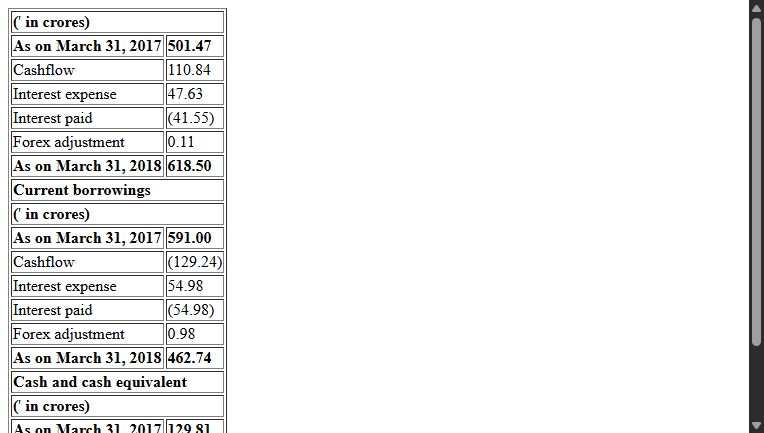 (' in crores)
As on March 31, 2017 501.47
Cashflow 110.84
Interest expense 47.63
Interest paid (41.55)
Forex adjustment 0.11
As on March 31, 2018 618.50
Current borrowings
(' in crores)
As on March 31, 2017 591.00
Cashflow (129.24)
Interest expense 54.98
Interest paid (54.98)
Forex adjustment 0.98
As on March 31, 2018 462.74
Cash and cash equivalent
(' in crores)
As on March 31, 2017 129.81